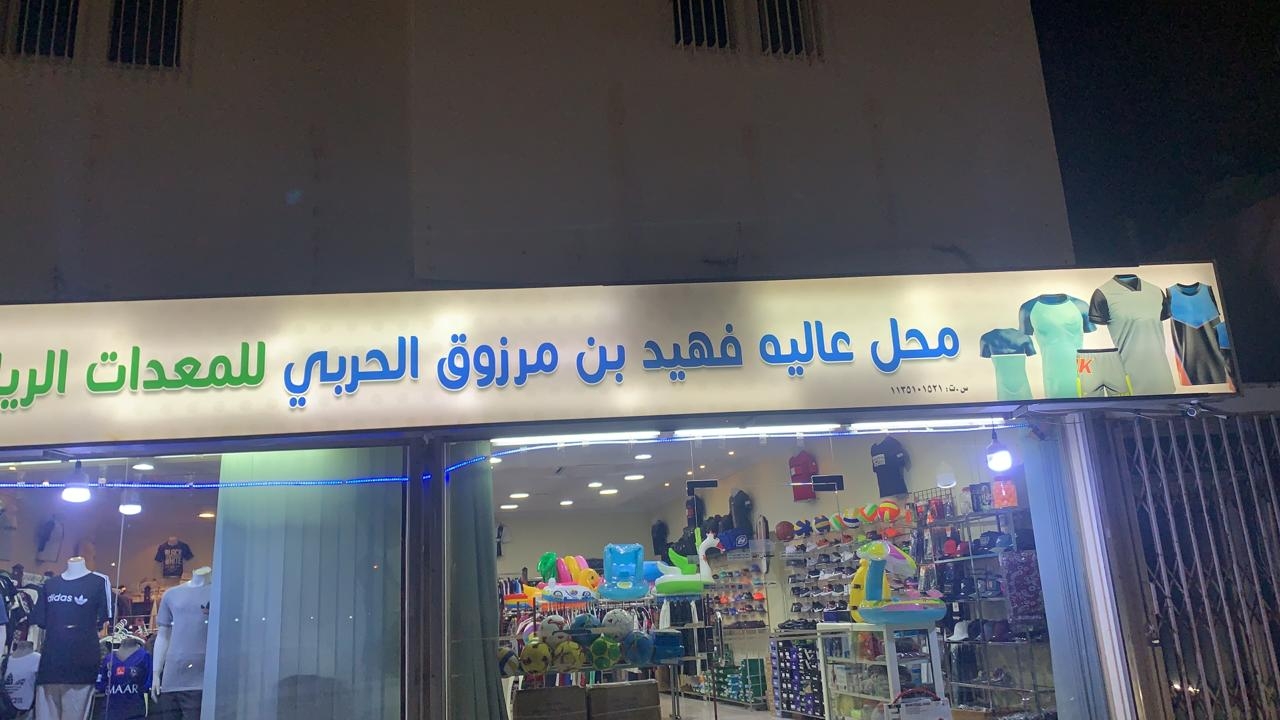 محل عاليه فهيد بن مرزوق الحربي للمعدات
س.ت: ١١٣٥١٠١٥٢١
adidas